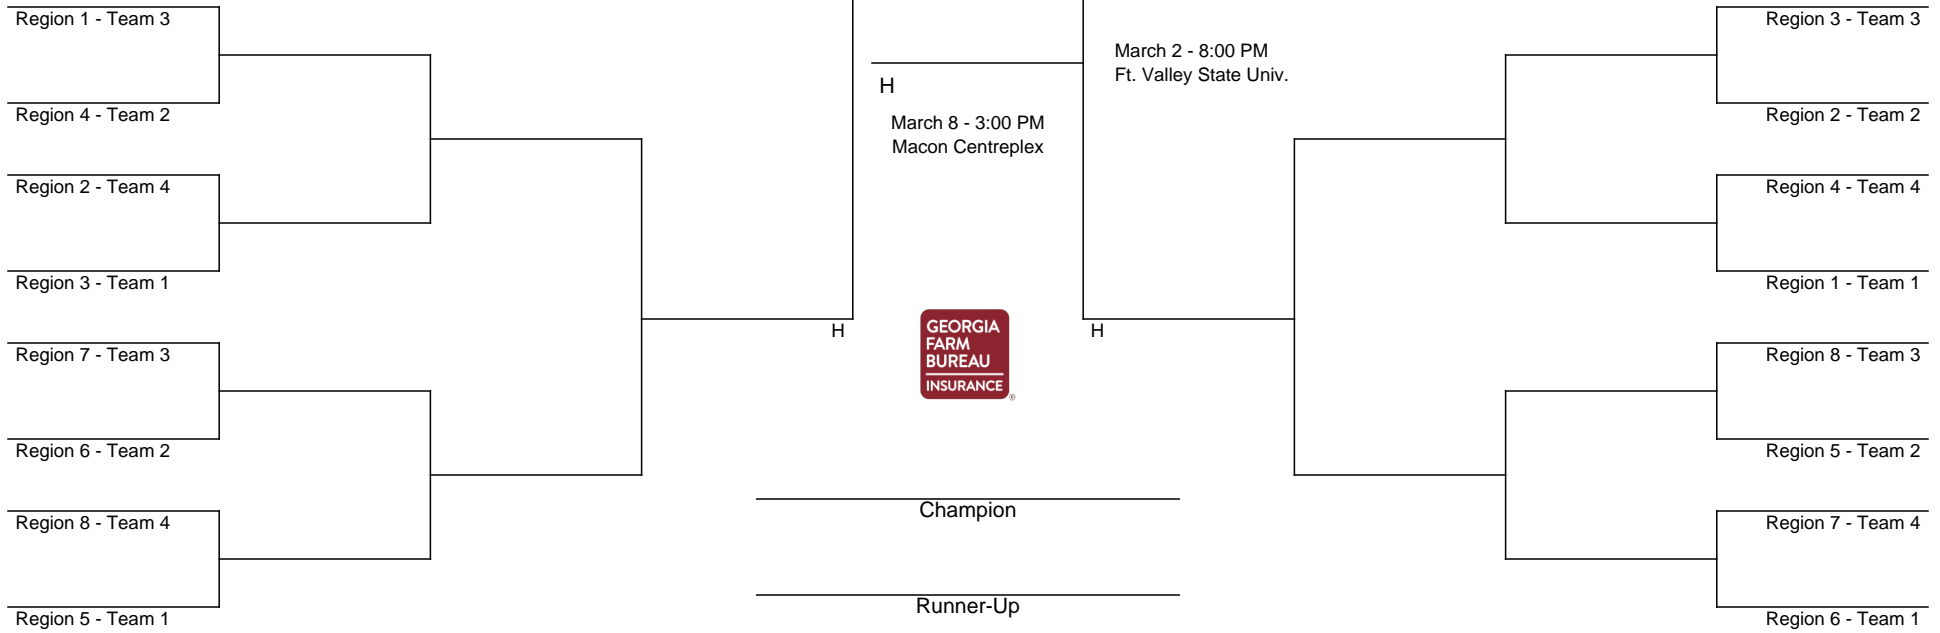 Region 1 - Team 3
Region 4 - Team 2
Region 2 - Team 4
Region 3 - Team 1
Region 7 - Team 3
Region 6 - Team 2
Region 8 - Team 4
Region 5 - Team 1
H
H
March 8 - 3:00 PM
Macon Centreplex
March 2 - 8:00 PM
Ft. Valley State Univ.
H
GEORGIA
FARM
BUREAU
INSURANCE
®
Champion
Runner-Up
Region 3 - Team 3
Region 2 - Team 2
Region 4 - Team 4
Region 1 - Team 1
Region 8 - Team 3
Region 5 - Team 2
Region 7 - Team 4
Region 6 - Team 1